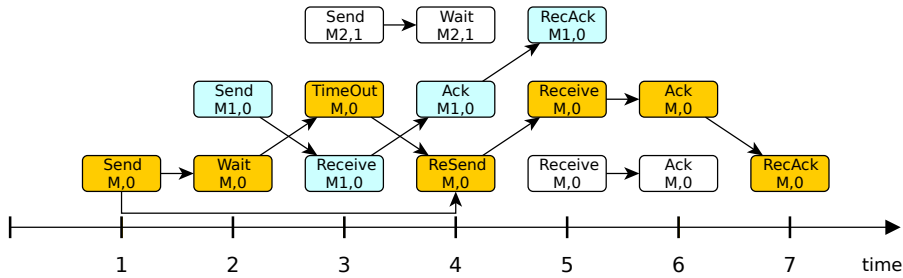 Send
M2,1
Wait
M2,1
RecAck
M1,0
Send
M1,0
TimeOut
M,0
Ack
M1,0
Receive
M,0
Ack
M,0
Send
M,0
Wait
M,0
Receive
M1,0
ReSend
M,0
Receive
M,0
Ack
M,0
RecAck
M,0
1 2 3 4 5 6 7 time